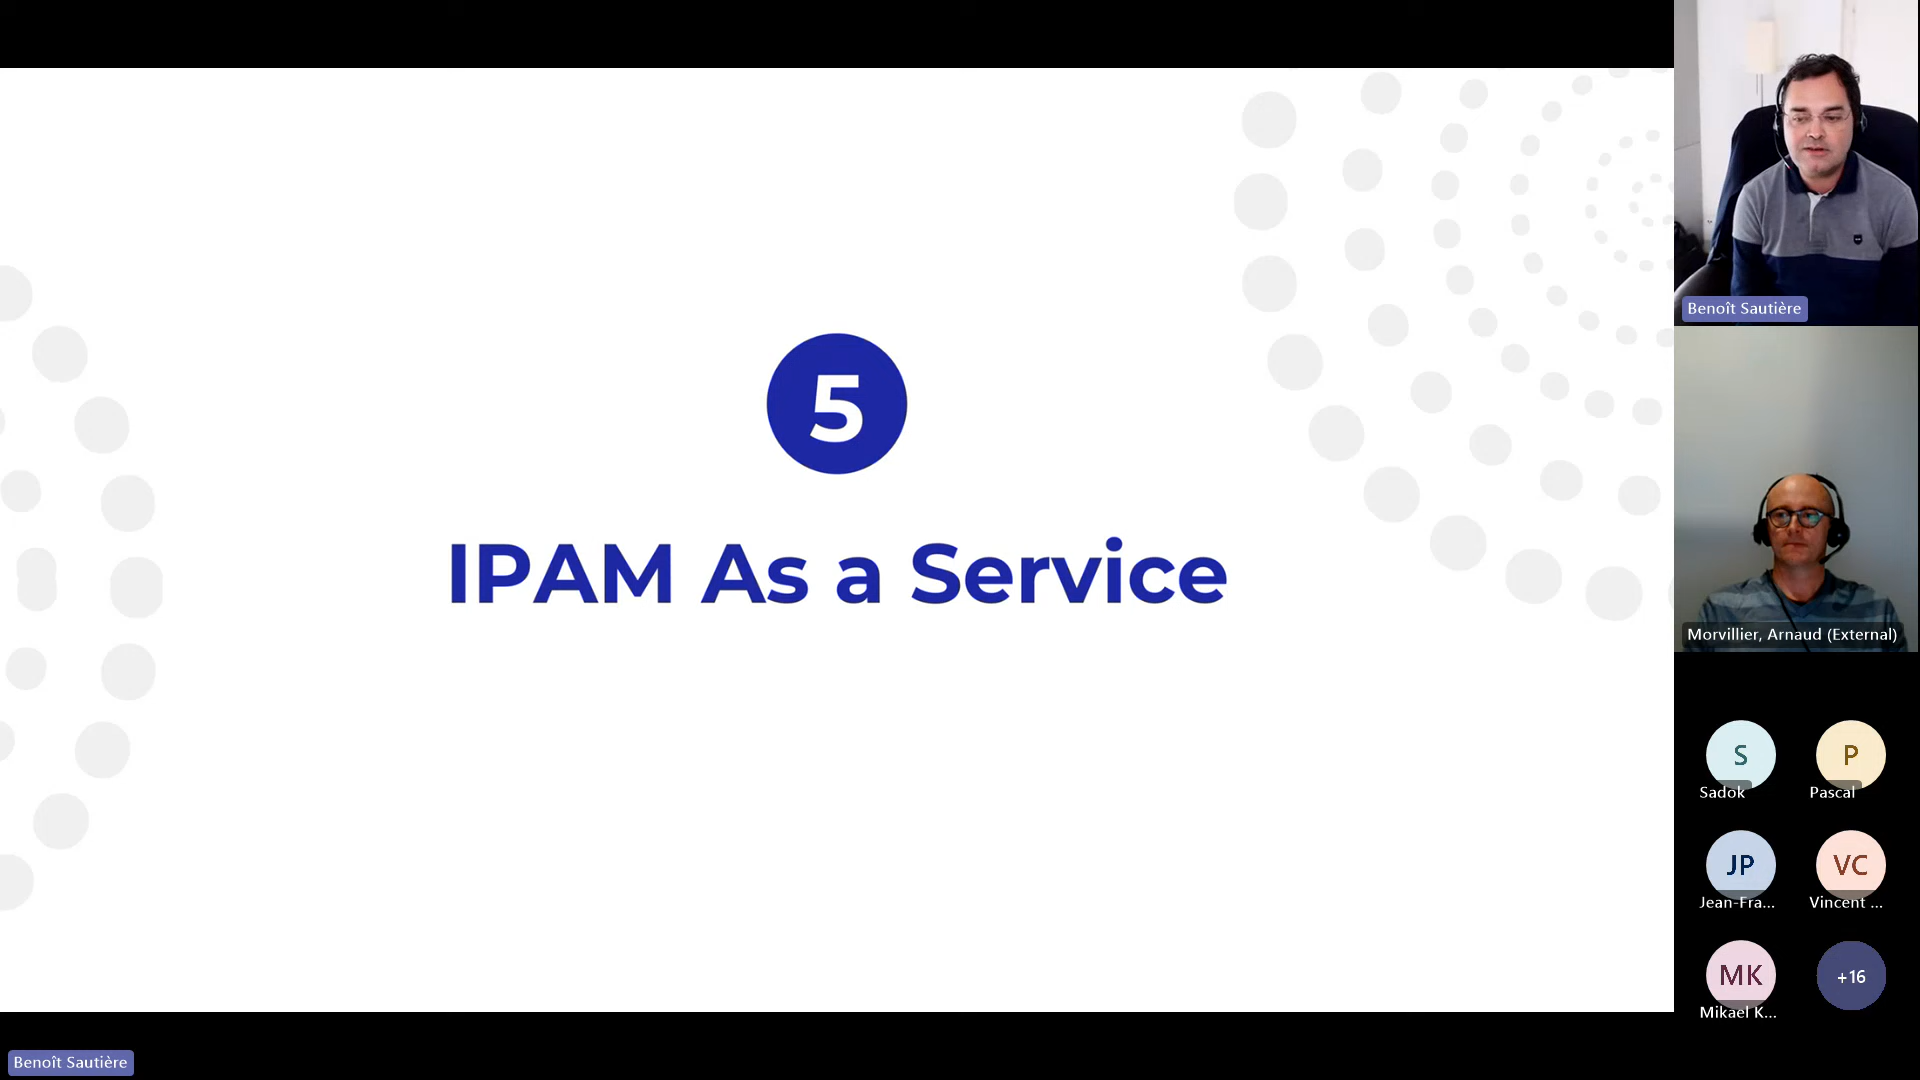 5
IPAM As a Service
Benoît Sautière
Morvillier, Arnaud (External)
S
Sadok
P
Pascal
JP
Jean-Fra...
VC
Vincent ...
MK
Mikael K...
+16
Benoît Sautière